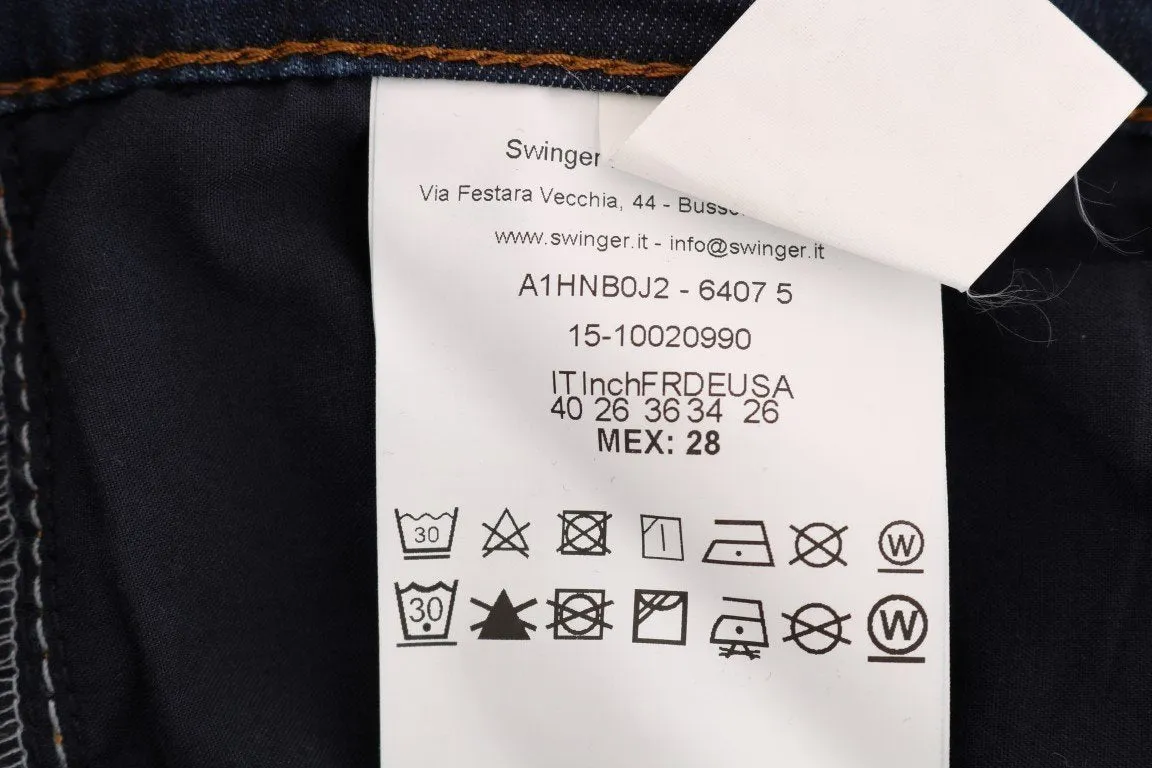 Swinger
Via Festara Vecchia, 44 -
www.swinger.it - info@swinger.it
A1HNB0J2 - 6407 5
15-10020990
ITInchFRDEUSA
40 26 36 34 26
MEX: 28
30 W
30 W